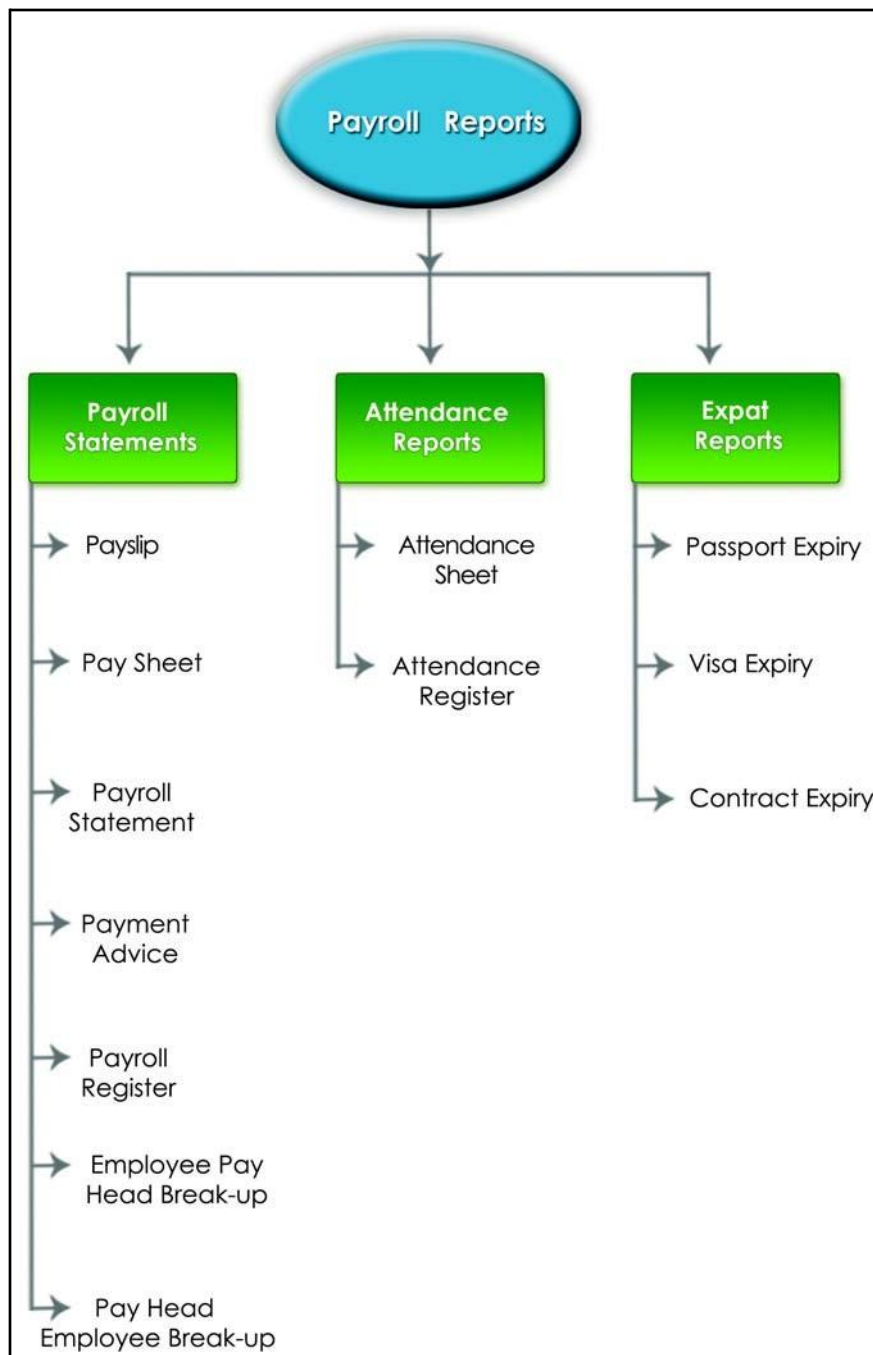 Payroll Reports
Payroll
Statements
Payslip
Pay Sheet
Payroll
Statement
Payment
Advice
Payroll
Register
Employee Pay
Head Break-up
Pay Head
Employee Break-up
Attendance
Reports
Attendance
Sheet
Attendance
Register
Expat
Reports
Passport Expiry
Visa Expiry
Contract Expiry